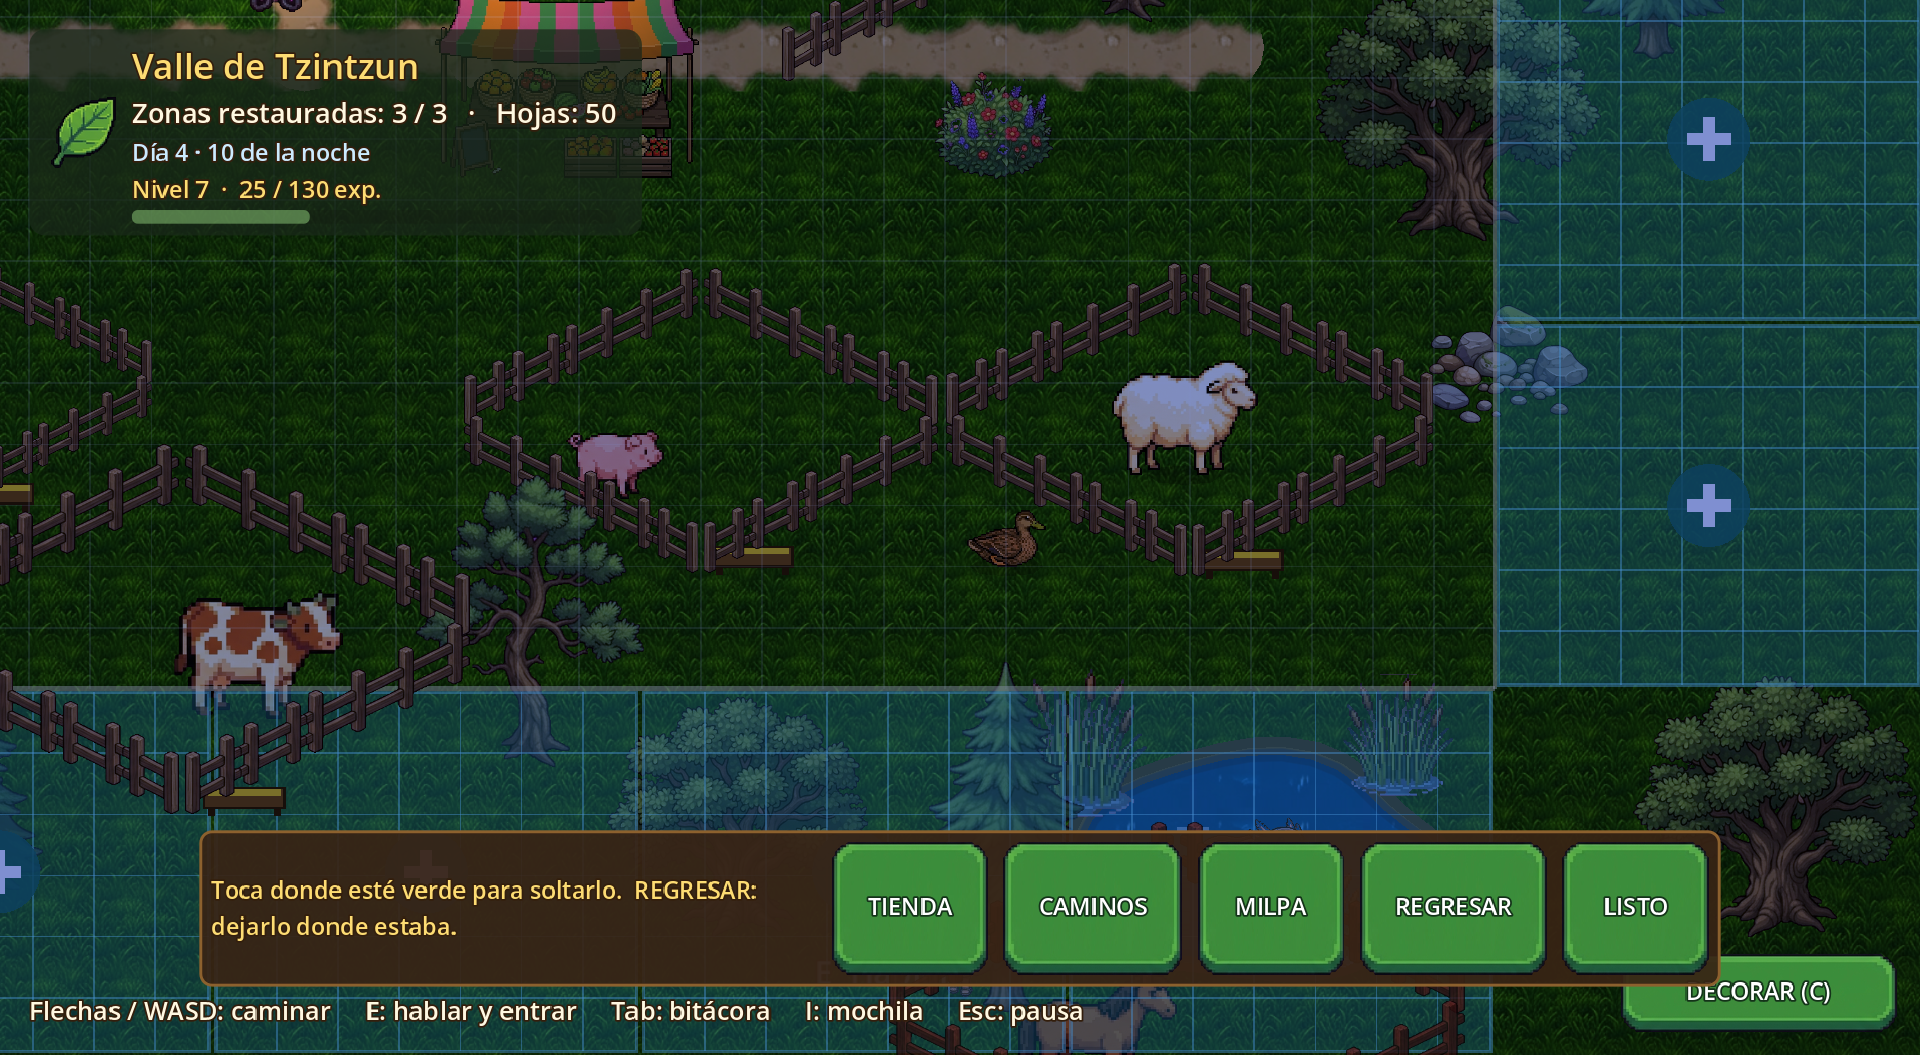 Valle de Tzintzun
Zonas restauradas: 3 / 3 · Hojas: 50
Día 4 · 10 de la noche
Nivel 7 · 25 / 130 exp.
Toca donde esté verde para soltarlo. REGRESAR:
dejarlo donde estaba.
TIENDA
CAMINOS
MILPA
REGRESAR
LISTO
DECORAR (C)
Flechas / WASD: caminar E: hablar y entrar Tab: bitácora I: mochila Esc: pausa